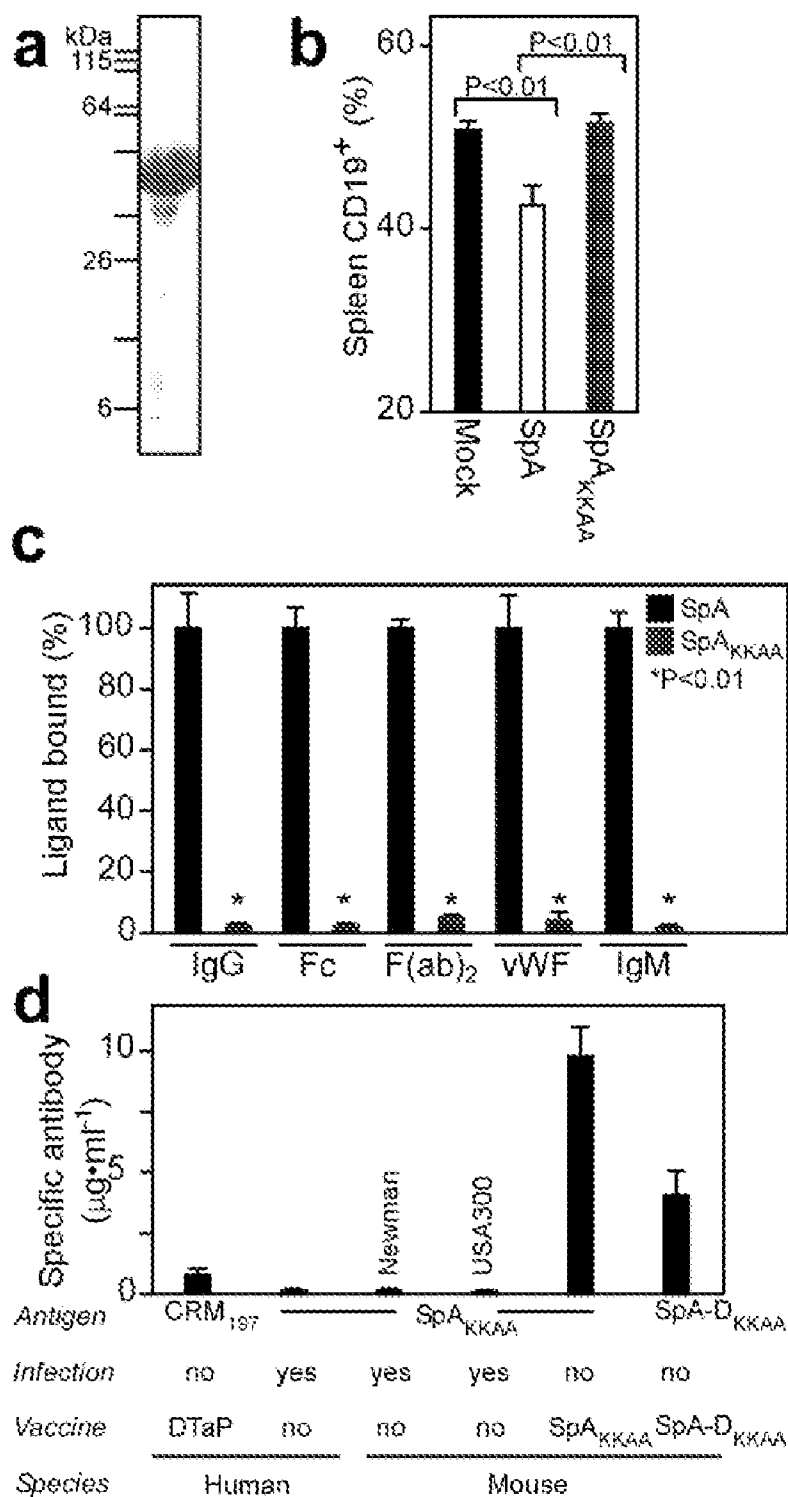 a
kDa
115
64
26
6
b
Spleen CD19+ (%)
60
40
20
P<0.01
P<0.01
Mock
SpA
SpAKKAA
c
Ligand bound (%)
100
80
60
40
20
0
SpA
SpAKKAA
*P<0.01
* * * * *
IgG Fc F(ab)2 vWF IgM
d
Specific antibody
(µg•ml-1)
10
5
0
Newman
USA300
Antigen CRM197 SpAKKAA SpA-DKKAA
Infection no yes yes yes no no
Vaccine DTaP no no no SpAKKAA SpA-DKKAA
Species Human Mouse